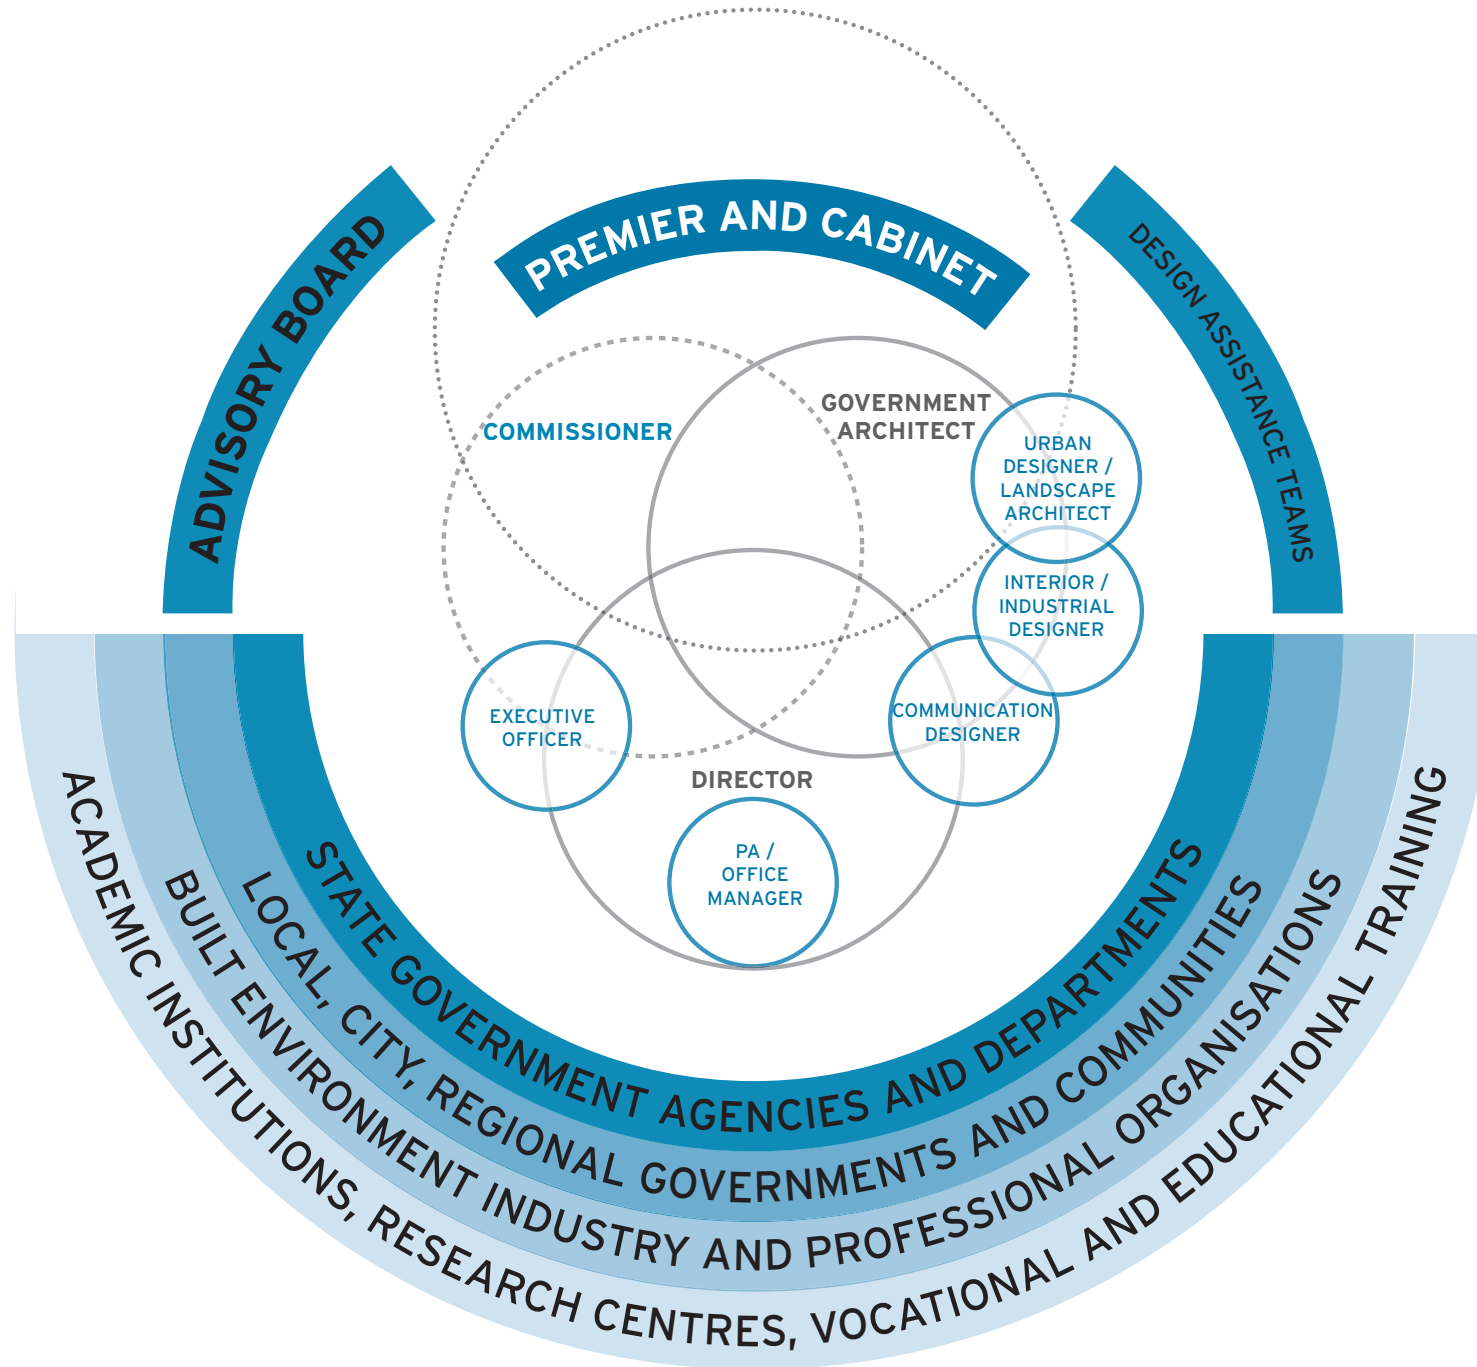 PREMIER AND CABINET
ADVISORY BOARD
DESIGN ASSISTANCE TEAMS
COMMISSIONER
GOVERNMENT
ARCHITECT
URBAN
DESIGNER /
LANDSCAPE
ARCHITECT
INTERIOR /
INDUSTRIAL
DESIGNER
COMMUNICATION
DESIGNER
EXECUTIVE
OFFICER
DIRECTOR
PA /
OFFICE
MANAGER
STATE GOVERNMENT AGENCIES AND DEPARTMENTS
LOCAL, CITY, REGIONAL GOVERNMENTS AND COMMUNITIES
BUILT ENVIRONMENT INDUSTRY AND PROFESSIONAL ORGANISATIONS
ACADEMIC INSTITUTIONS, RESEARCH CENTRES, VOCATIONAL AND EDUCATIONAL TRAINING